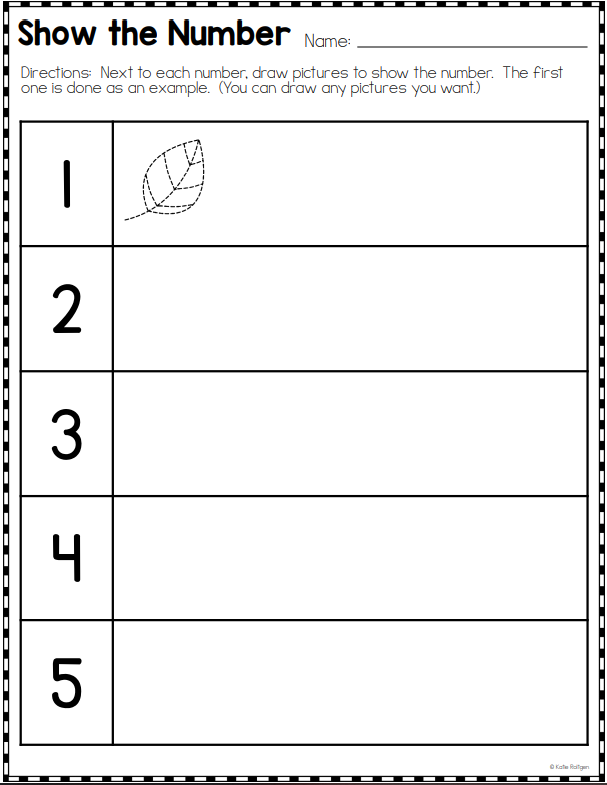 Show the Number Name:
Directions: Next to each number, draw pictures to show the number. The first
one is done as an example. (You can draw any pictures you want.)
1
2
3
4
5
© Katie Roltgen